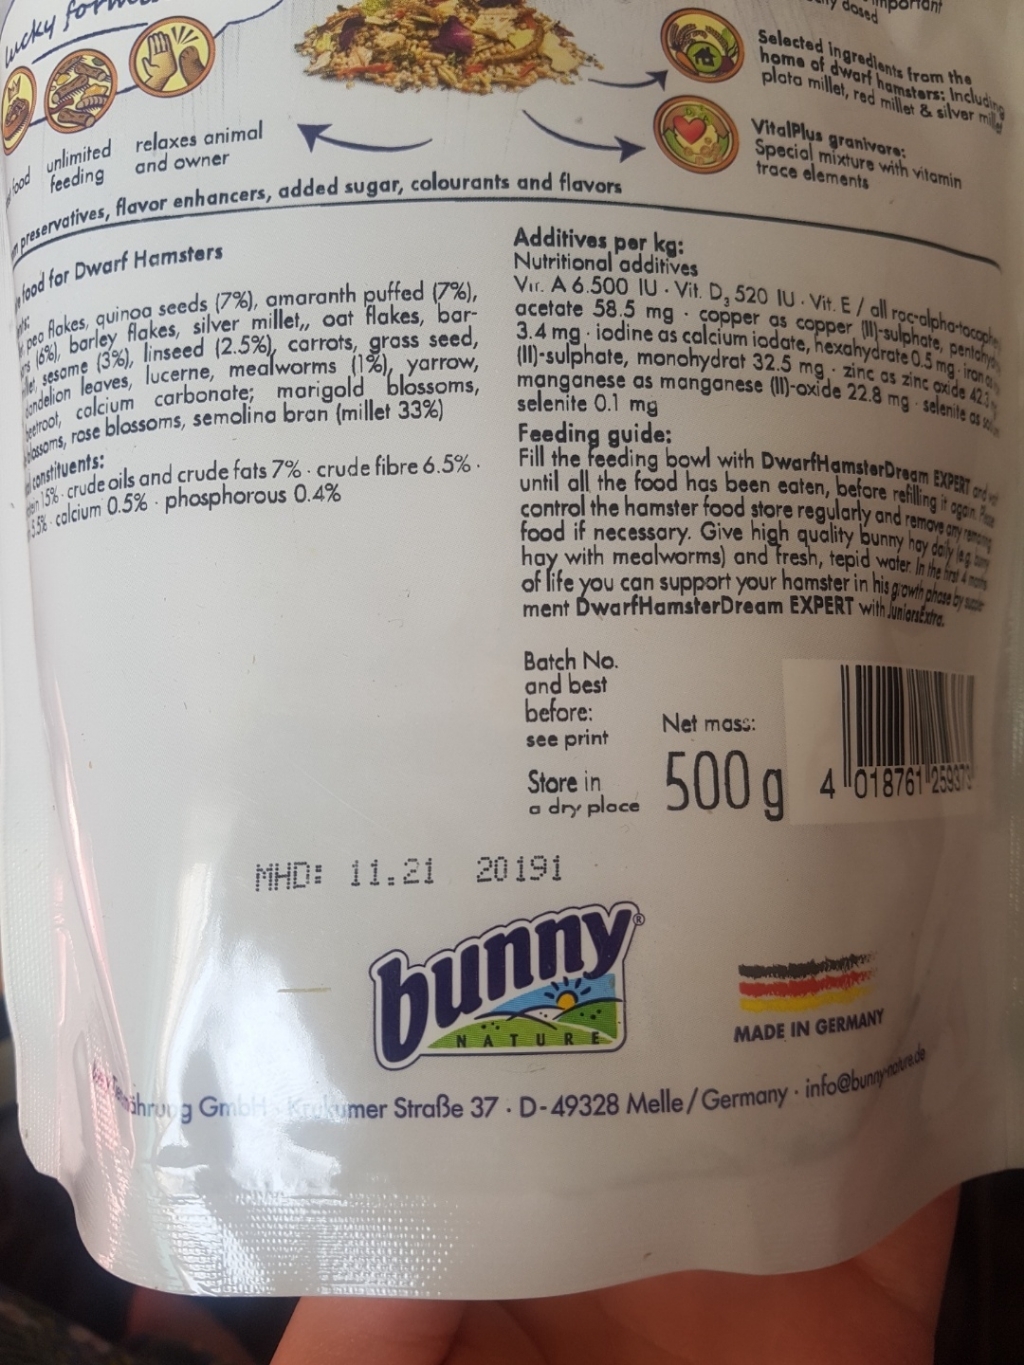 lucky
important
dosed
Selected ingredients from the
home of dwarf hamsters: Including
plata millet, red millet & silver millet
VitalPlus granivore:
Special mixture with vitamin
trace elements
food
unlimited
feeding
relaxes animal
and owner
preservatives, flavor enhancers, added sugar, colourants and flavors
food for Dwarf Hamsters
pea flakes, quinoa seeds (7%), amaranth puffed (7%),
(6%), barley flakes, silver millet,, oat flakes, bar-
sesame (3%), linseed (2.5%), carrots, grass seed,
dandelion leaves, lucerne, mealworms (1%), yarrow,
beetroot, calcium carbonate; marigold blossoms,
blossoms, rose blossoms, semolina bran (millet 33%)
constituents:
15% · crude oils and crude fats 7% · crude fibre 6.5% ·
5.5% · calcium 0.5% · phosphorous 0.4%
Additives per kg:
Nutritional additives
Vit. A 6.500 IU · Vit. D3 520 IU · Vit. E / all rac-alpha-tocopheryl
acetate 58.5 mg · copper as copper (II)-sulphate, pentahy
3.4 mg · iodine as calcium iodate, hexahydrate 0.5 mg · iron as
(II)-sulphate, monohydrat 32.5 mg · zinc as zinc oxide 42.3
manganese as manganese (II)-oxide 22.8 mg · selenite as
selenite 0.1 mg
Feeding guide:
Fill the feeding bowl with DwarfHamsterDream EXPERT and wait
until all the food has been eaten, before refilling it again. Please
control the hamster food store regularly and remove any remaining
food if necessary. Give high quality bunny hay daily (e.g. bunny
hay with mealworms) and fresh, tepid water. In the first 4 months
of life you can support your hamster in his growth phase by supple-
ment DwarfHamsterDream EXPERT with JuniorsExtra.
Batch No.
and best
before:
see print
Store in
a dry place
Net mass:
500 g
4 018761 259373
MHD: 11.21 20191
bunny®
NATURE
MADE IN GERMANY
GmbH · Krukumer Straße 37 · D-49328 Melle/Germany · info@bunny-nature.de